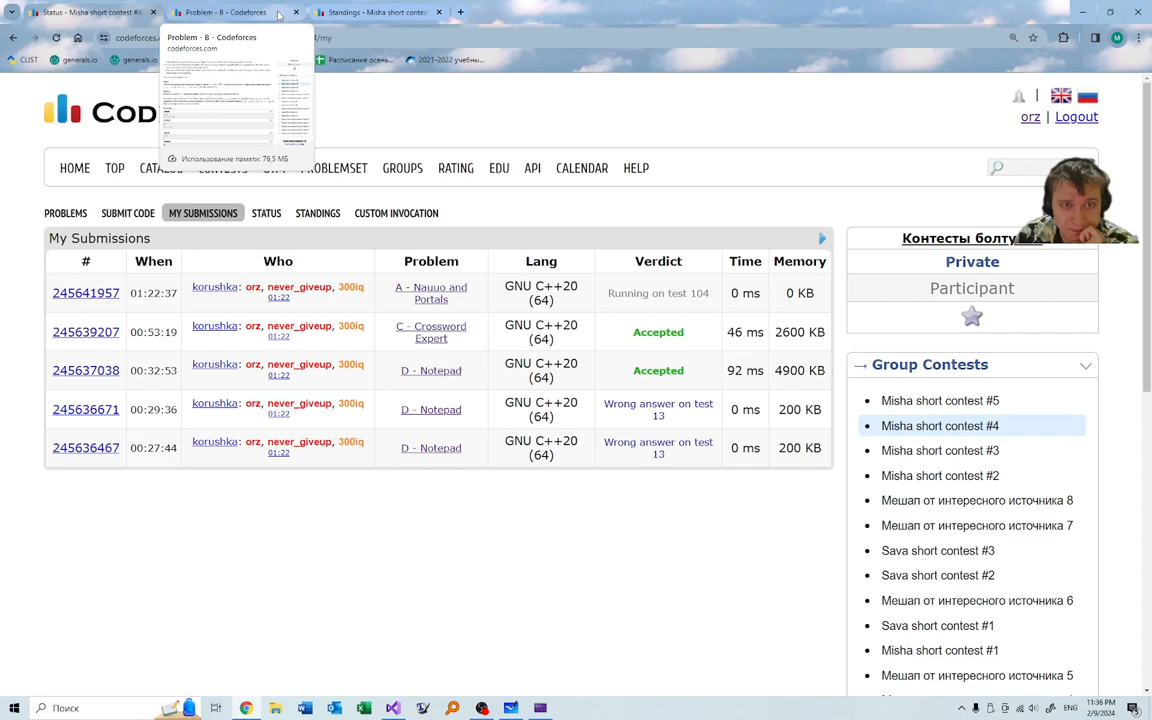 Status - Misha short contest #
Problem - B - Codeforces
Standings - Misha short contes
codeforces.c
4/my
CLIST
generals.io
generals.io
Расписание осень...
2021-2022 учебны...
Problem - B - Codeforces
codeforces.com
Использование памяти: 76,5 МБ
orz | Logout
HOME TOP CATALOG CONTESTS GYM PROBLEMSET GROUPS RATING EDU API CALENDAR HELP
PROBLEMS SUBMIT CODE MY SUBMISSIONS STATUS STANDINGS CUSTOM INVOCATION
My Submissions
# When Who Problem Lang Verdict Time Memory
245641957 01:22:37 korushka: orz, never_giveup, 300iq 01:22 A - Nauuo and Portals GNU C++20 (64) Running on test 104 0 ms 0 KB
245639207 00:53:19 korushka: orz, never_giveup, 300iq 01:22 C - Crossword Expert GNU C++20 (64) Accepted 46 ms 2600 KB
245637038 00:32:53 korushka: orz, never_giveup, 300iq 01:22 D - Notepad GNU C++20 (64) Accepted 92 ms 4900 KB
245636671 00:29:36 korushka: orz, never_giveup, 300iq 01:22 D - Notepad GNU C++20 (64) Wrong answer on test 13 0 ms 200 KB
245636467 00:27:44 korushka: orz, never_giveup, 300iq 01:22 D - Notepad GNU C++20 (64) Wrong answer on test 13 0 ms 200 KB
Контесты болту
Private
Participant
→ Group Contests
Misha short contest #5
Misha short contest #4
Misha short contest #3
Misha short contest #2
Мешап от интересного источника 8
Мешап от интересного источника 7
Sava short contest #3
Sava short contest #2
Мешап от интересного источника 6
Sava short contest #1
Misha short contest #1
Мешап от интересного источника 5
Поиск
ENG
11:36 PM
2/9/2024